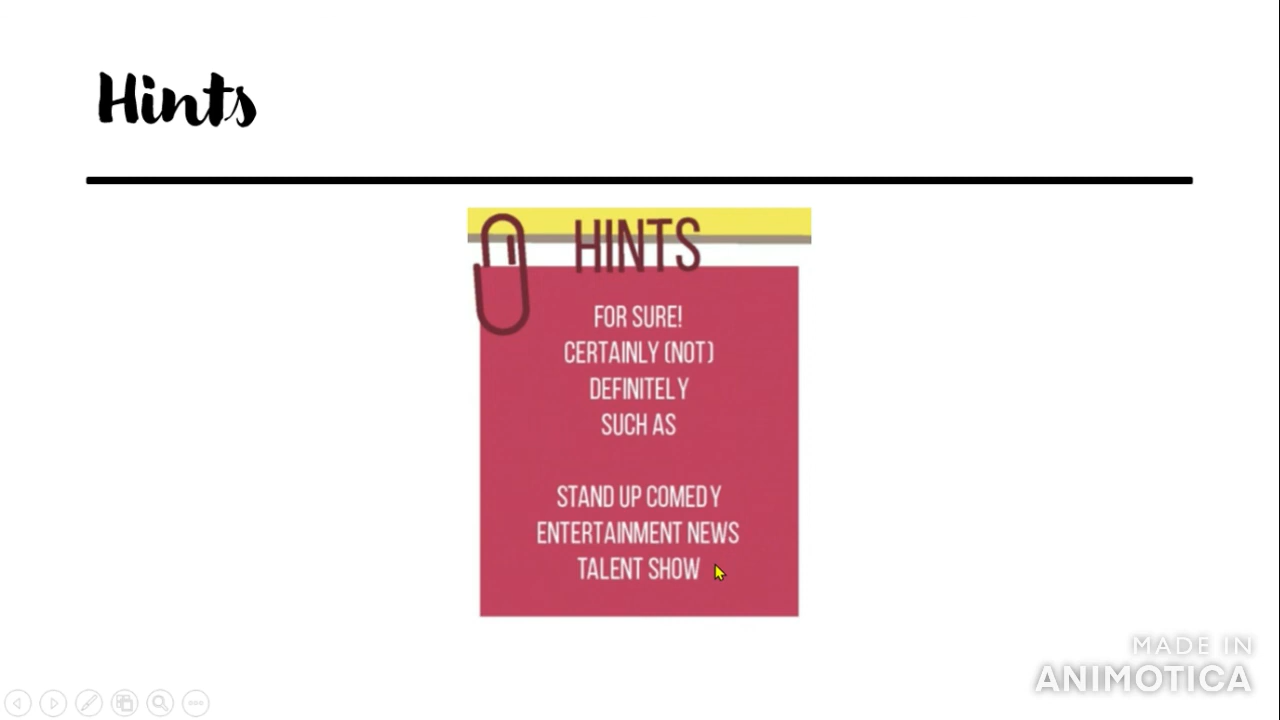 Hints
HINTS
FOR SURE!
CERTAINLY (NOT)
DEFINITELY
SUCH AS
STAND UP COMEDY
ENTERTAINMENT NEWS
TALENT SHOW
MADE IN
ANIMOTICA